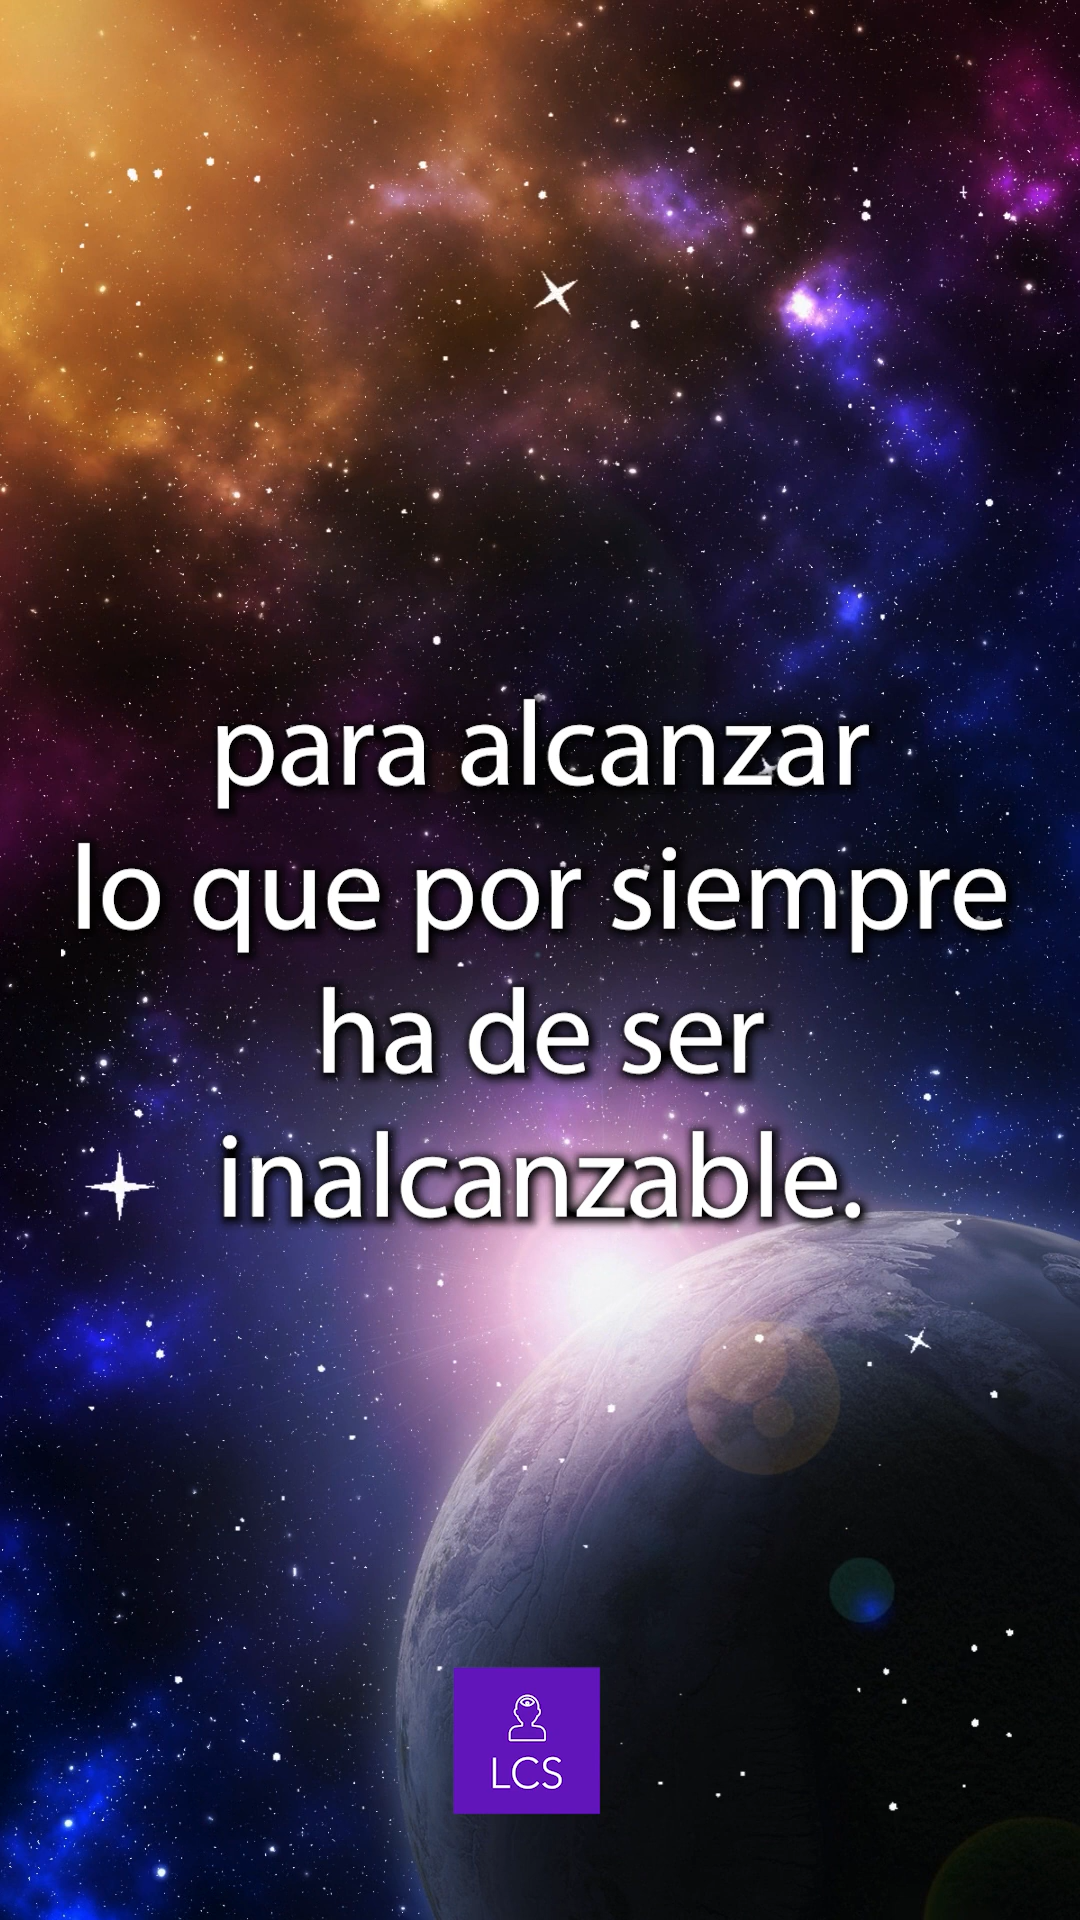 para alcanzar
lo que por siempre
ha de ser
inalcanzable.
LCS